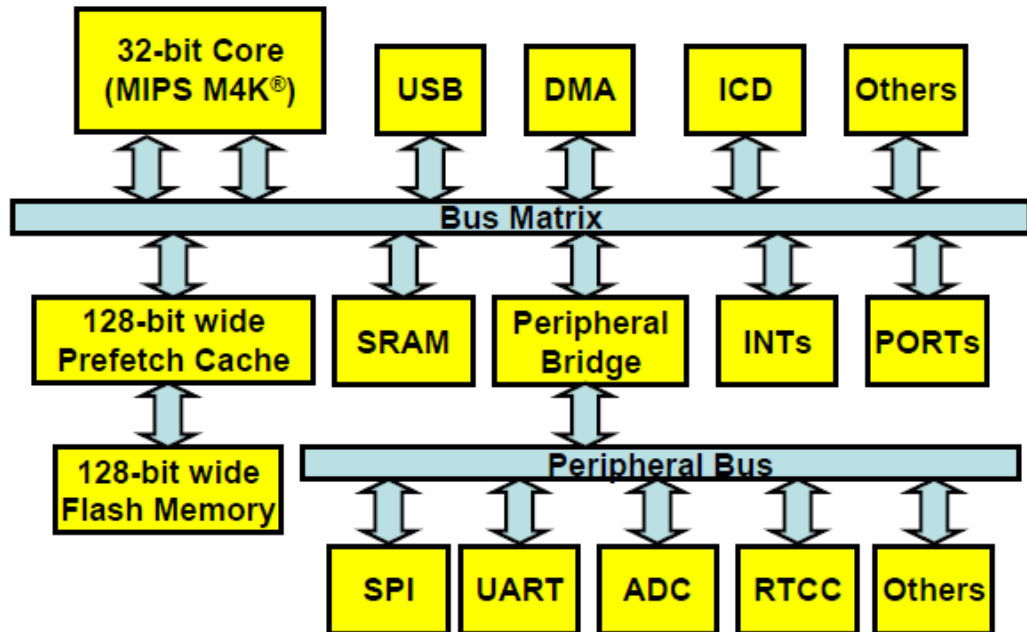 32-bit Core
(MIPS M4K®)
USB
DMA
ICD
Others
Bus Matrix
128-bit wide
Prefetch Cache
SRAM
Peripheral
Bridge
INTs
PORTs
128-bit wide
Flash Memory
Peripheral Bus
SPI
UART
ADC
RTCC
Others